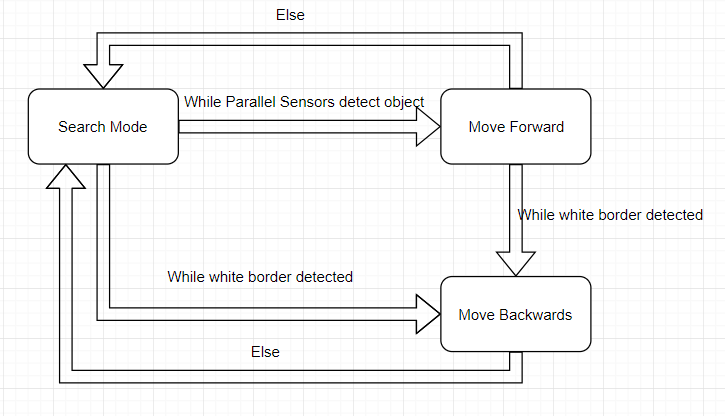 Else
While Parallel Sensors detect object
Search Mode
Move Forward
While white border detected
While white border detected
Move Backwards
Else